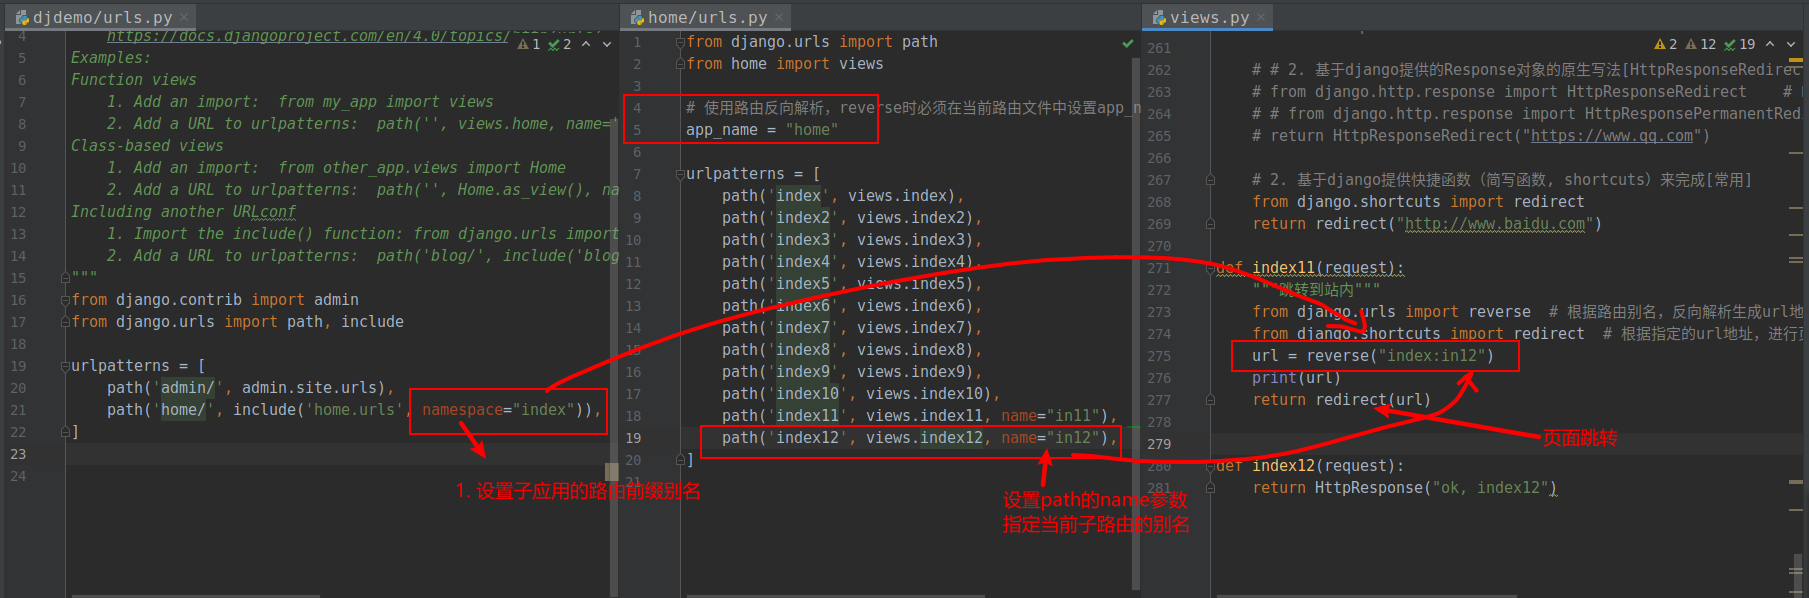 djdemo/urls.py
4 https://docs.djangoproject.com/en/4.0/topics/http/urls/
1 2
5 Examples:
6 Function views
7 1. Add an import:  from my_app import views
8 2. Add a URL to urlpatterns:  path('', views.home, name='
9 Class-based views
10 1. Add an import:  from other_app.views import Home
11 2. Add a URL to urlpatterns:  path('', Home.as_view(), na
12 Including another URLconf
13 1. Import the include() function: from django.urls import
14 2. Add a URL to urlpatterns:  path('blog/', include('blog
15 """
16 from django.contrib import admin
17 from django.urls import path, include
18
19 urlpatterns = [
20 path('admin/', admin.site.urls),
21 path('home/', include('home.urls', namespace="index")),
22 ]
23
24
1. 设置子应用的路由前缀别名
home/urls.py
1 from django.urls import path
2 from home import views
3
4 # 使用路由反向解析，reverse时必须在当前路由文件中设置app_n
5 app_name = "home"
6
7 urlpatterns = [
8 path('index', views.index),
9 path('index2', views.index2),
10 path('index3', views.index3),
11 path('index4', views.index4),
12 path('index5', views.index5),
13 path('index6', views.index6),
14 path('index7', views.index7),
15 path('index8', views.index8),
16 path('index9', views.index9),
17 path('index10', views.index10),
18 path('index11', views.index11, name="in11"),
19 path('index12', views.index12, name="in12"),
20 ]
21
设置path的name参数
指定当前子路由的别名
views.py
2 12 19
261
262 # # 2. 基于django提供的Response对象的原生写法[HttpResponseRedirec
263 # from django.http.response import HttpResponseRedirect
264 # # from django.http.response import HttpResponsePermanentRedi
265 # return HttpResponseRedirect("https://www.qq.com")
266
267 # 2. 基于django提供快捷函数（简写函数, shortcuts）来完成[常用]
268 from django.shortcuts import redirect
269 return redirect("http://www.baidu.com")
270
271 def index11(request):
272 """跳转到站内"""
273 from django.urls import reverse  # 根据路由别名，反向解析生成url地
274 from django.shortcuts import redirect  # 根据指定的url地址，进行页
275 url = reverse("index:in12")
276 print(url)
277 return redirect(url)
278
279
页面跳转
280 def index12(request):
281 return HttpResponse("ok, index12")